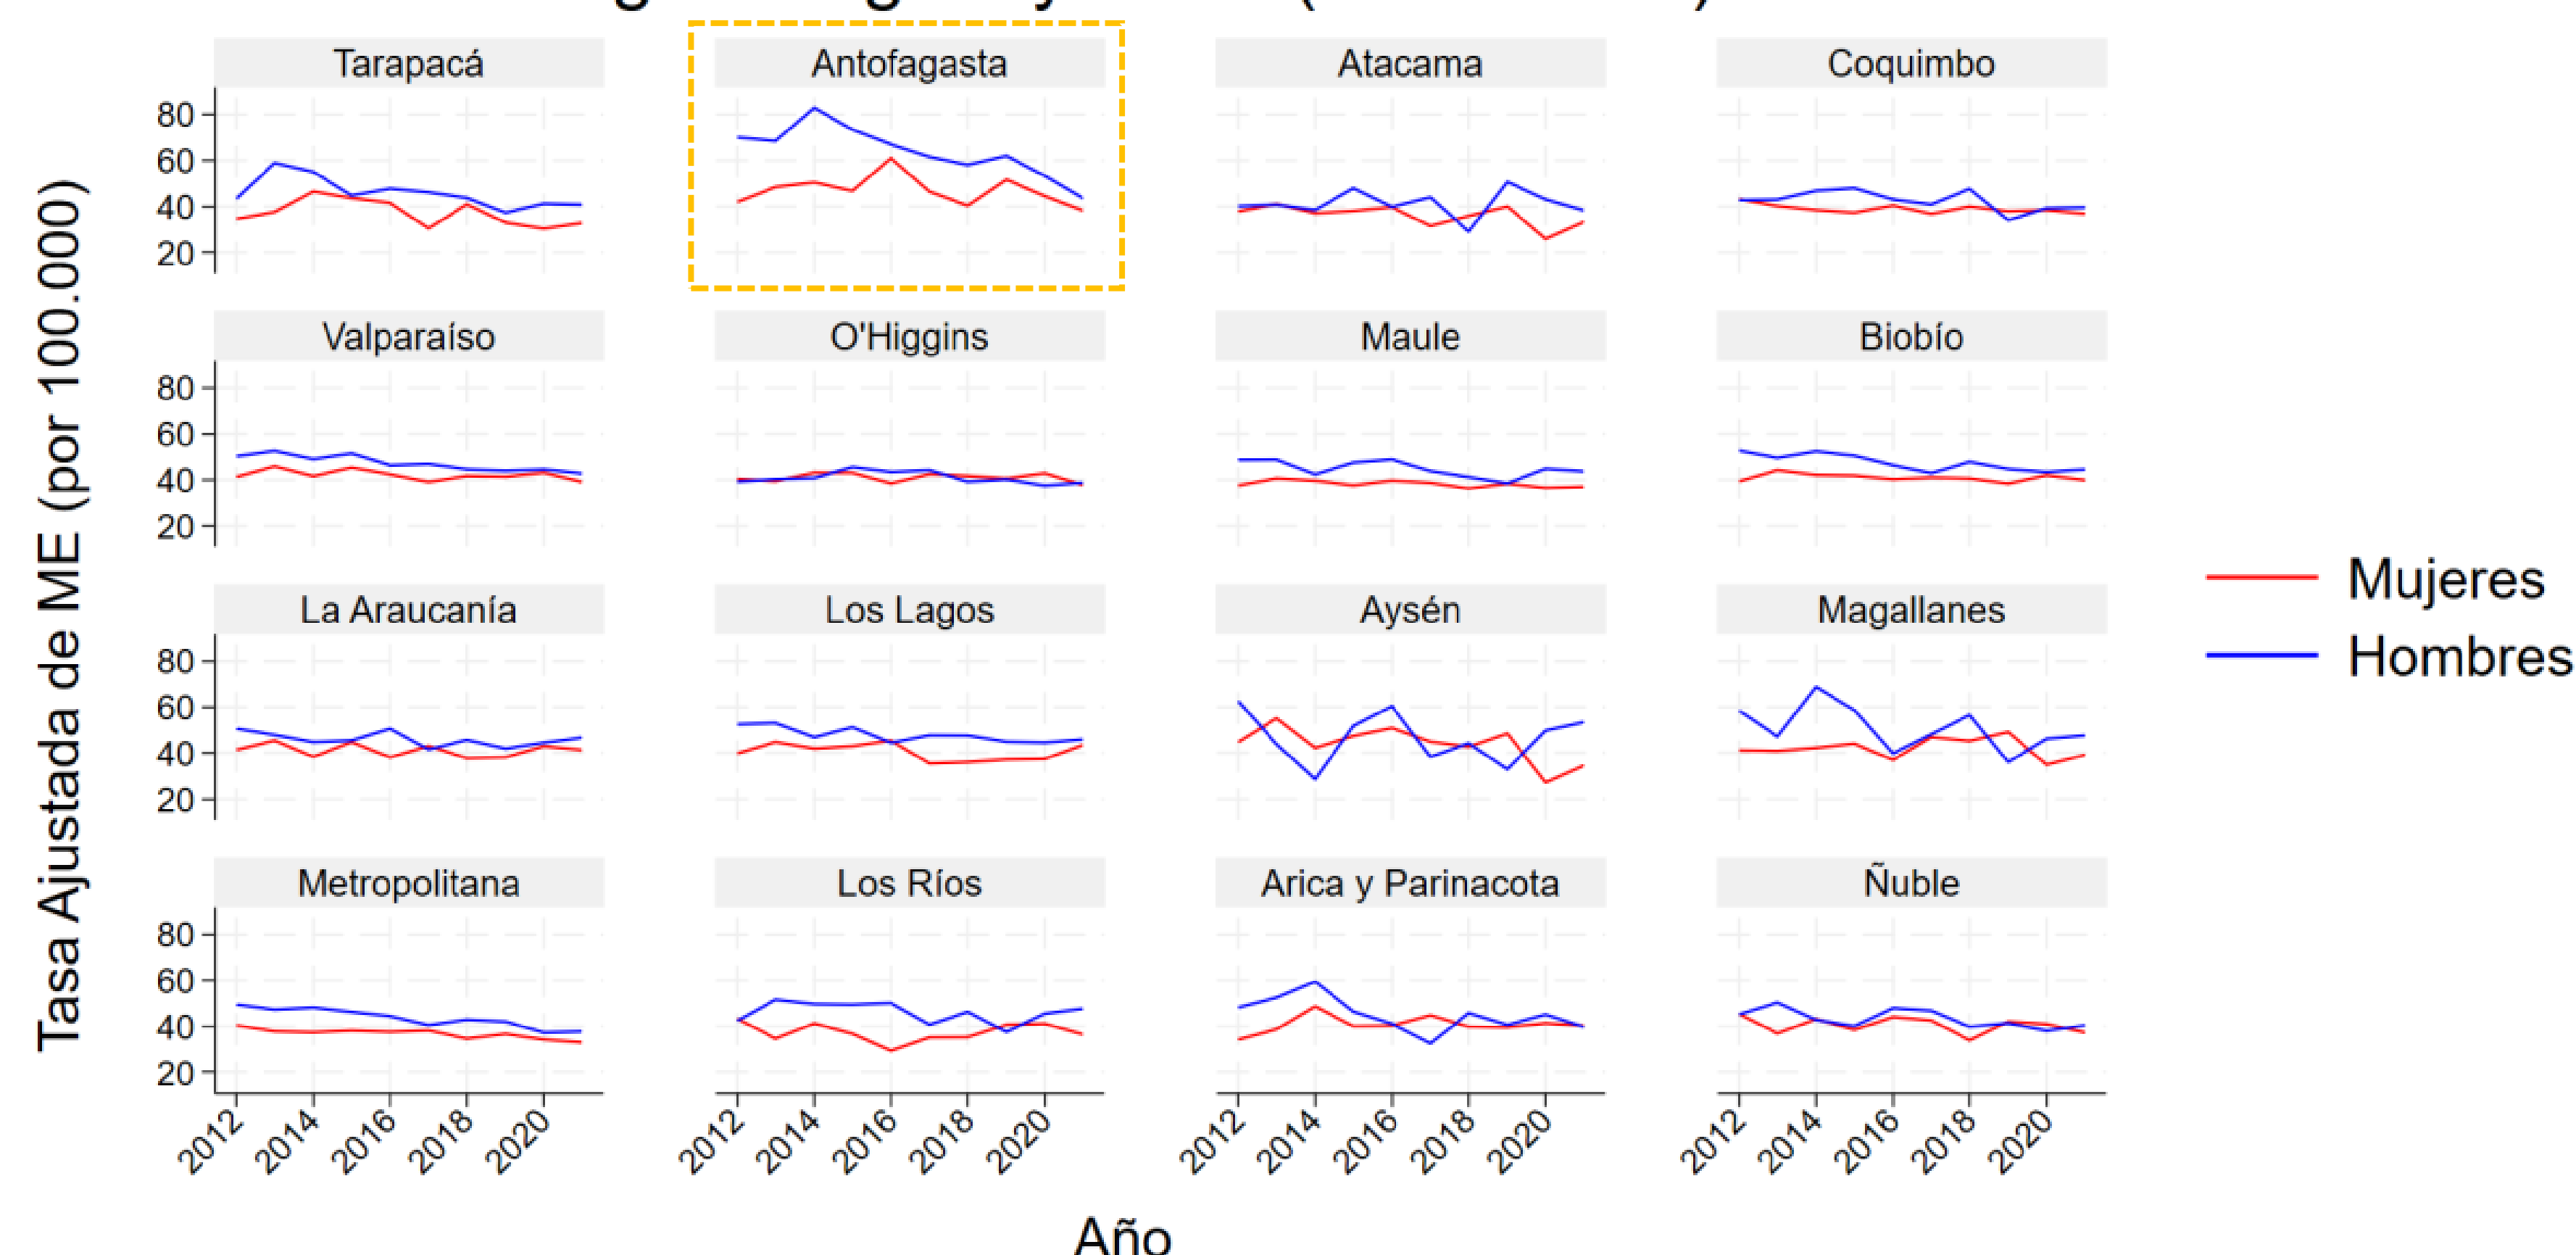 Tasa Ajustada de ME (por 100.000)
Tarapacá
Antofagasta
Atacama
Coquimbo
80
60
40
20
Valparaíso
O'Higgins
Maule
Biobío
80
60
40
20
Mujeres
Hombres
La Araucanía
Los Lagos
Aysén
Magallanes
80
60
40
20
Metropolitana
Los Ríos
Arica y Parinacota
Ñuble
80
60
40
20
2012 2014 2016 2018 2020
2012 2014 2016 2018 2020
2012 2014 2016 2018 2020
2012 2014 2016 2018 2020
Año